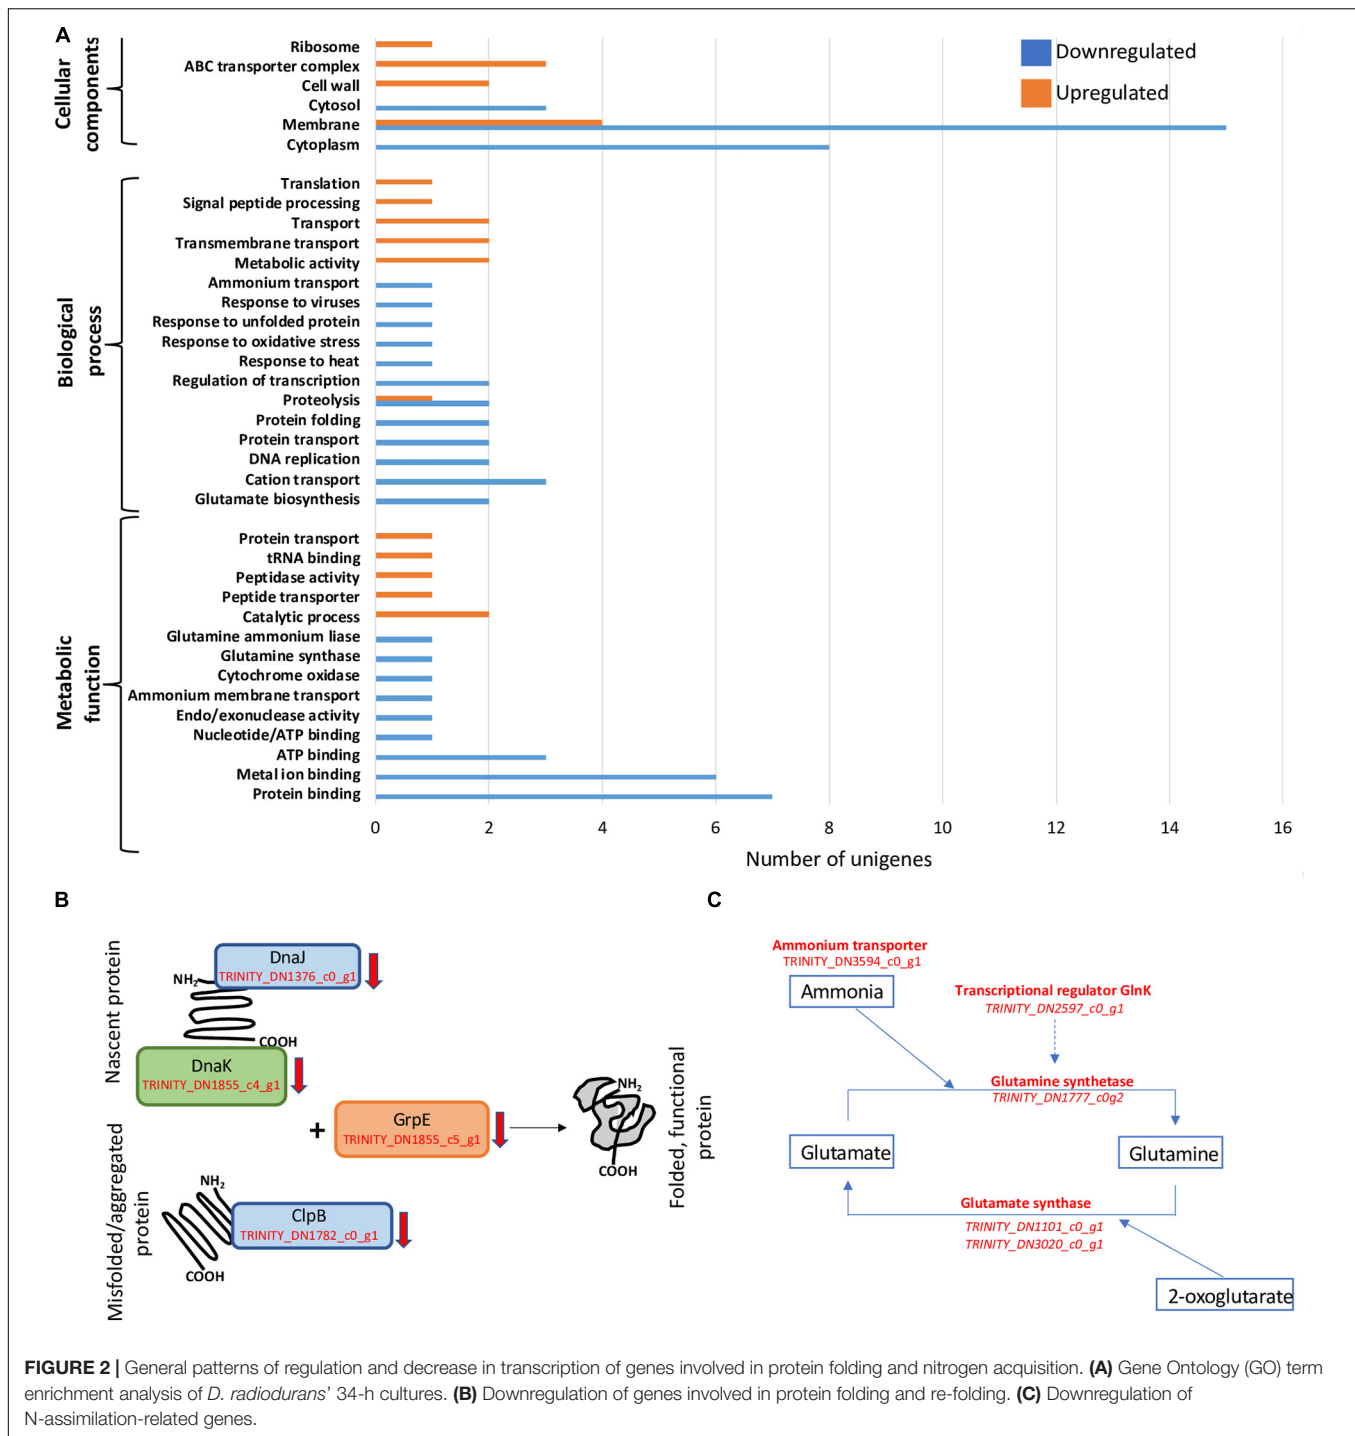 A
Cellular
components
Ribosome
ABC transporter complex
Cell wall
Cytosol
Membrane
Cytoplasm
Downregulated
Upregulated
Biological
process
Translation
Signal peptide processing
Transport
Transmembrane transport
Metabolic activity
Ammonium transport
Response to viruses
Response to unfolded protein
Response to oxidative stress
Response to heat
Regulation of transcription
Proteolysis
Protein folding
Protein transport
DNA replication
Cation transport
Glutamate biosynthesis
Metabolic
function
Protein transport
tRNA binding
Peptidase activity
Peptide transporter
Catalytic process
Glutamine ammonium liase
Glutamine synthase
Cytochrome oxidase
Ammonium membrane transport
Endo/exonuclease activity
Nucleotide/ATP binding
ATP binding
Metal ion binding
Protein binding
0 2 4 6 8 10 12 14 16
Number of unigenes
B
Nascent protein
DnaJ
TRINITY_DN1376_c0_g1
NH2
COOH
DnaK
TRINITY_DN1855_c4_g1
+
GrpE
TRINITY_DN1855_c5_g1
NH2
COOH
Folded, functional
protein
Misfolded/aggregated
protein
NH2
ClpB
TRINITY_DN1782_c0_g1
COOH
C
Ammonium transporter
TRINITY_DN3594_c0_g1
Ammonia
Transcriptional regulator GlnK
TRINITY_DN2597_c0_g1
Glutamine synthetase
TRINITY_DN1777_c0g2
Glutamate
Glutamine
Glutamate synthase
TRINITY_DN1101_c0_g1
TRINITY_DN3020_c0_g1
2-oxoglutarate
FIGURE 2 | General patterns of regulation and decrease in transcription of genes involved in protein folding and nitrogen acquisition. (A) Gene Ontology (GO) term
enrichment analysis of D. radiodurans' 34-h cultures. (B) Downregulation of genes involved in protein folding and re-folding. (C) Downregulation of
N-assimilation-related genes.